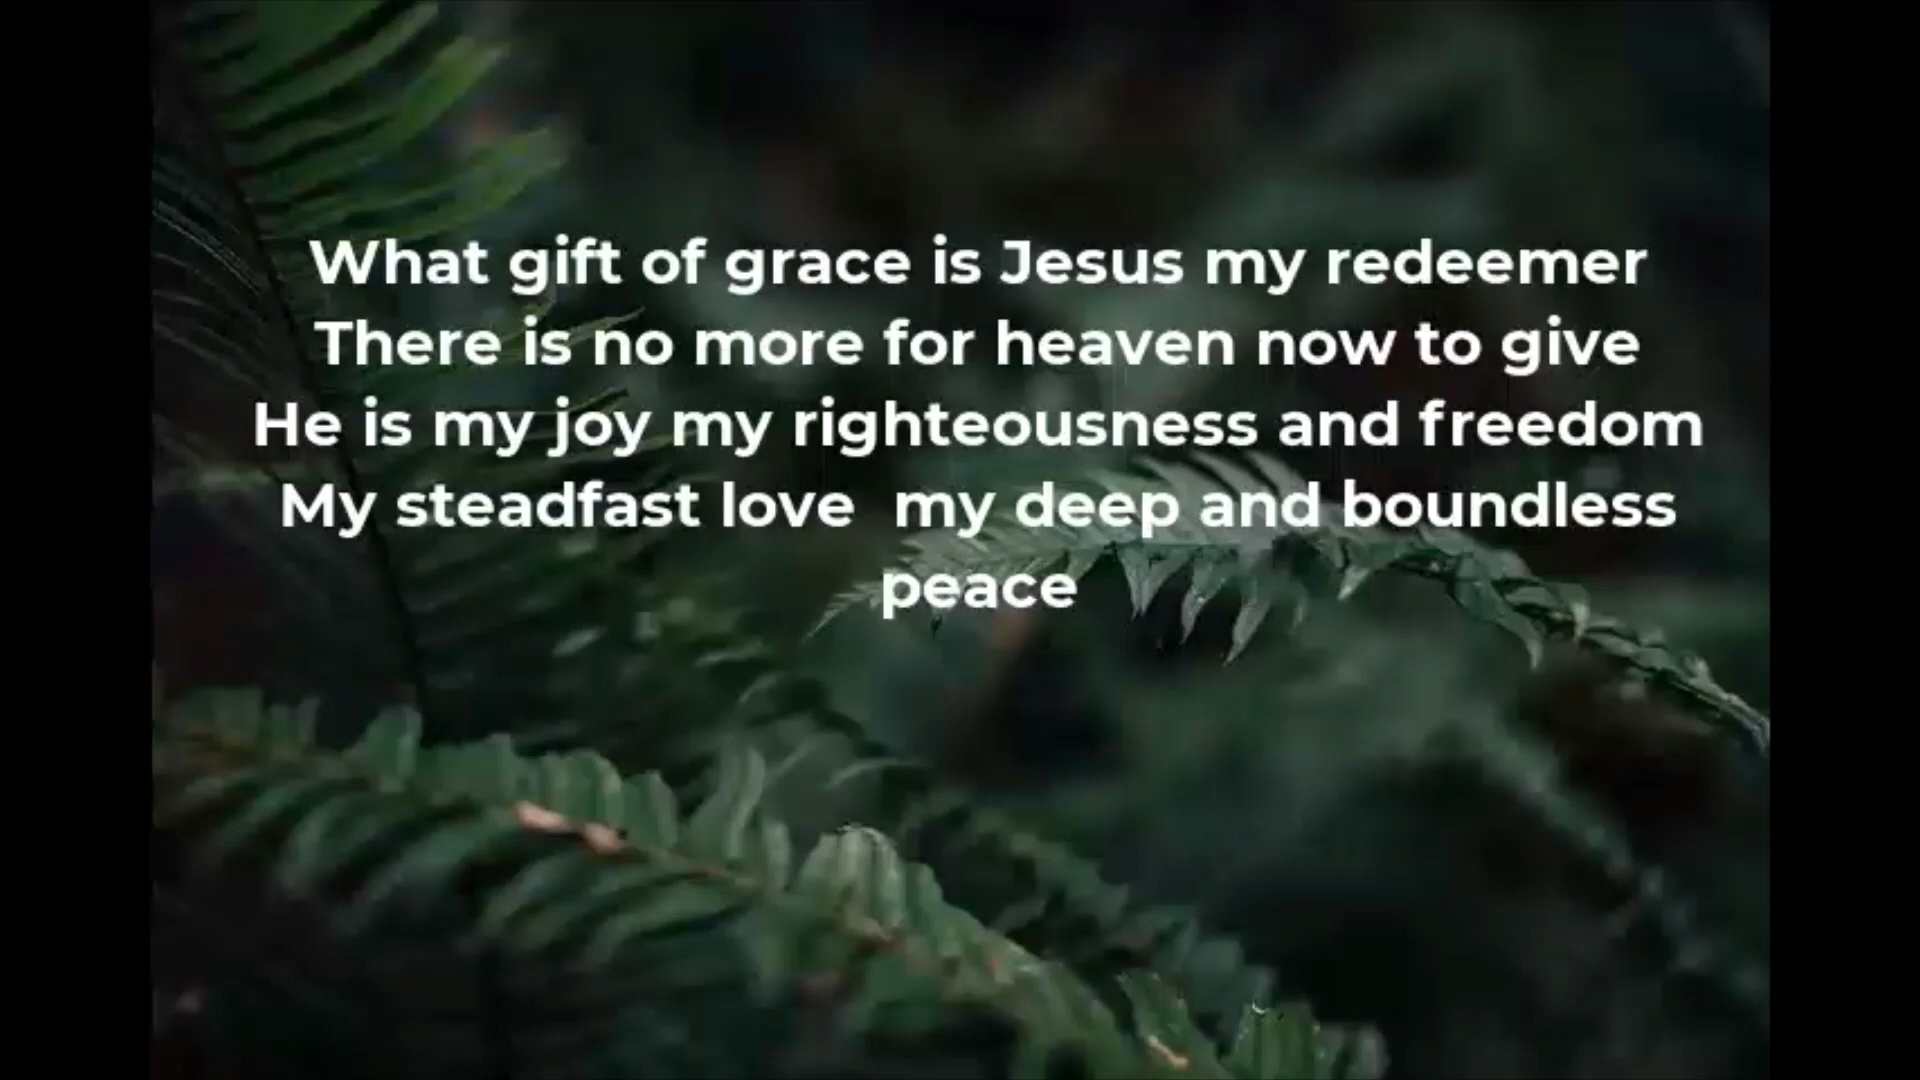 What gift of grace is Jesus my redeemer
There is no more for heaven now to give
He is my joy my righteousness and freedom
My steadfast love  my deep and boundless
peace